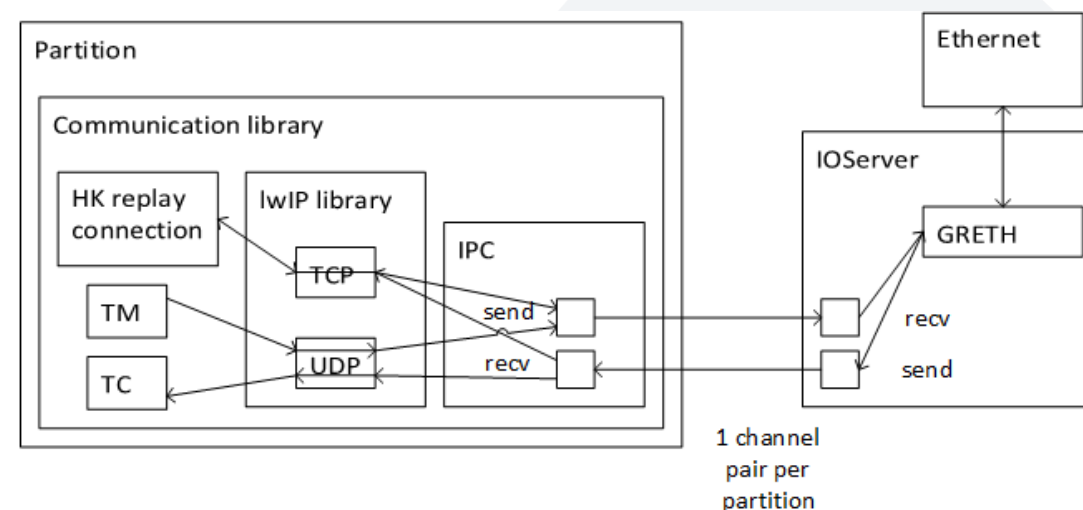 Partition
Communication library
HK replay
connection
TM
TC
lwIP library
TCP
UDP
IPC
send
recv
1 channel
pair per
partition
Ethernet
IOServer
GRETH
recv
send